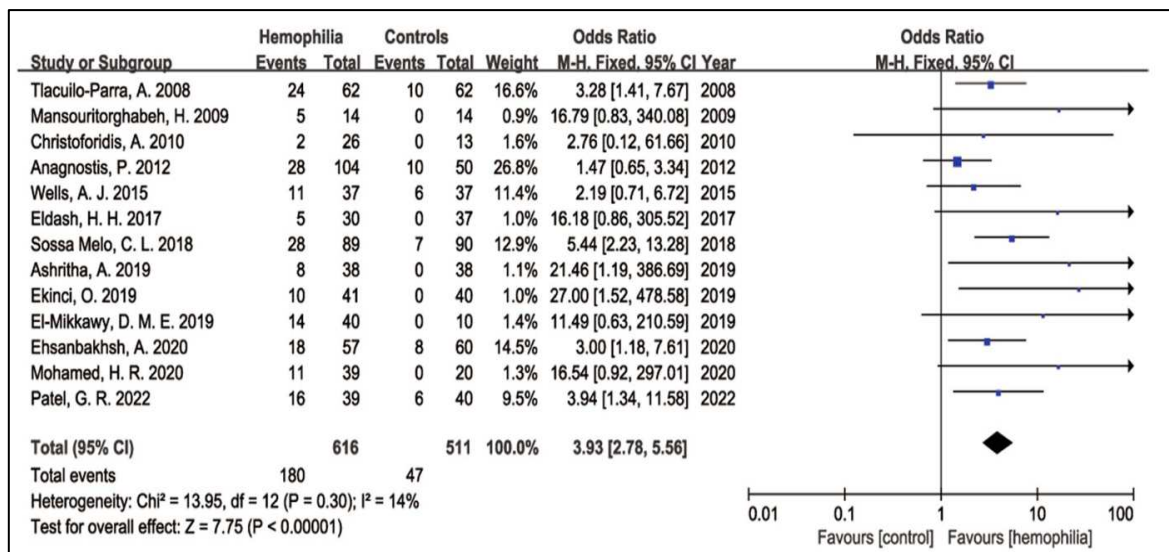 Hemophilia Controls Odds Ratio Odds Ratio
Study or Subgroup Events Total Events Total Weight M-H. Fixed. 95% CI Year M-H. Fixed. 95% CI
Tlacuilo-Parra, A. 2008 24 62 10 62 16.6% 3.28 [1.41, 7.67] 2008
Mansouritorghabeh, H. 2009 5 14 0 14 0.9% 16.79 [0.83, 340.08] 2009
Christoforidis, A. 2010 2 26 0 13 1.6% 2.76 [0.12, 61.66] 2010
Anagnostis, P. 2012 28 104 10 50 26.8% 1.47 [0.65, 3.34] 2012
Wells, A. J. 2015 11 37 6 37 11.4% 2.19 [0.71, 6.72] 2015
Eldash, H. H. 2017 5 30 0 37 1.0% 16.18 [0.86, 305.52] 2017
Sossa Melo, C. L. 2018 28 89 7 90 12.9% 5.44 [2.23, 13.28] 2018
Ashritha, A. 2019 8 38 0 38 1.1% 21.46 [1.19, 386.69] 2019
Ekinci, O. 2019 10 41 0 40 1.0% 27.00 [1.52, 478.58] 2019
El-Mikkawy, D. M. E. 2019 14 40 0 10 1.4% 11.49 [0.63, 210.59] 2019
Ehsanbakhsh, A. 2020 18 57 8 60 14.5% 3.00 [1.18, 7.61] 2020
Mohamed, H. R. 2020 11 39 0 20 1.3% 16.54 [0.92, 297.01] 2020
Patel, G. R. 2022 16 39 6 40 9.5% 3.94 [1.34, 11.58] 2022
Total (95% CI) 616 511 100.0% 3.93 [2.78, 5.56]
Total events 180 47
Heterogeneity: Chi² = 13.95, df = 12 (P = 0.30); I² = 14%
Test for overall effect: Z = 7.75 (P < 0.00001)
0.01 0.1 1 10 100
Favours [control] Favours [hemophilia]